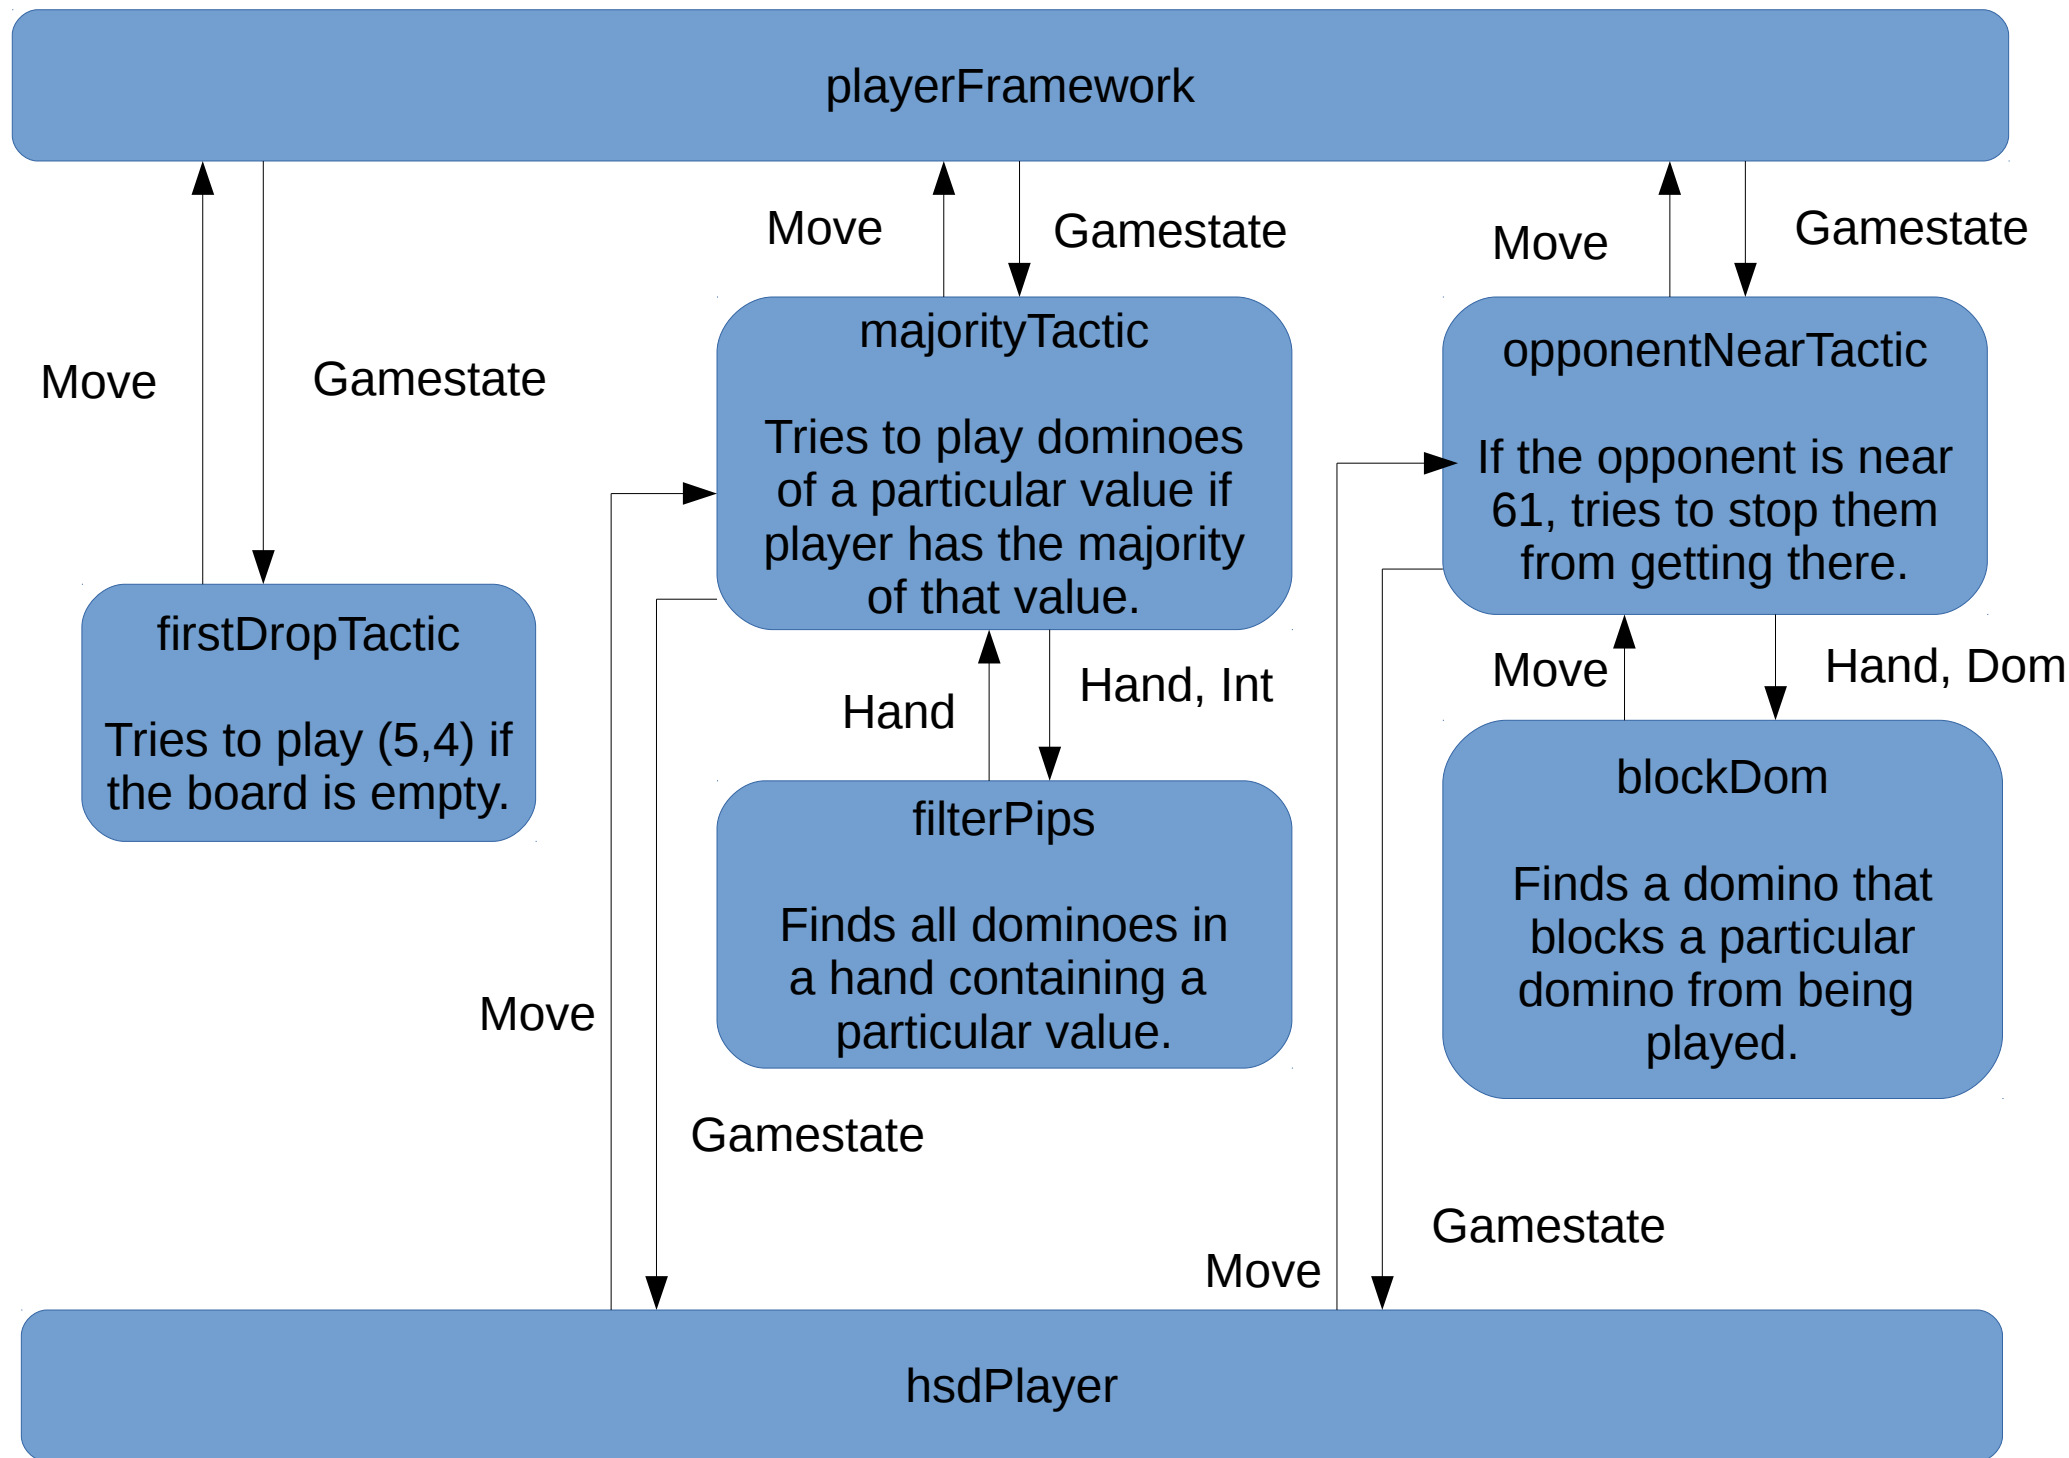 playerFramework
Move
Gamestate
Move
Gamestate
Move
Gamestate
majorityTactic
Tries to play dominoes
of a particular value if
player has the majority
of that value.
opponentNearTactic
If the opponent is near
61, tries to stop them
from getting there.
firstDropTactic
Tries to play (5,4) if
the board is empty.
Hand
Hand, Int
Move
Hand, Dom
filterPips
Finds all dominoes in
a hand containing a
particular value.
blockDom
Finds a domino that
blocks a particular
domino from being
played.
Move
Gamestate
Move
Gamestate
hsdPlayer